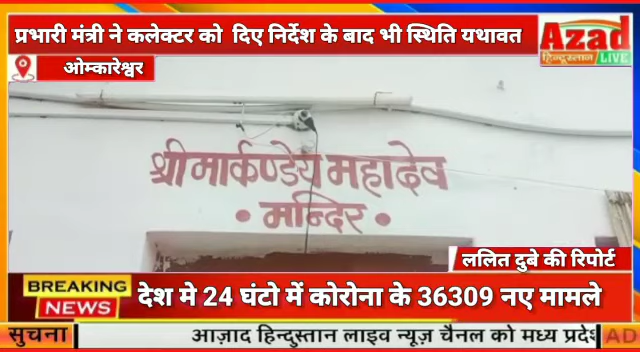 प्रभारी मंत्री ने कलेक्टर को दिए निर्देश के बाद भी स्थिति यथावत
Azad
हिन्दुस्तान LIVE
ओम्कारेश्वर
श्री मार्कण्डेय महादेव
• मन्दिर •
ललित दुबे की रिपोर्ट
BREAKING
NEWS
देश मे 24 घंटो में कोरोना के 36309 नए मामले
सुचना
आज़ाद हिन्दुस्तान लाइव न्यूज़ चैनल को मध्य प्रदेश
AD